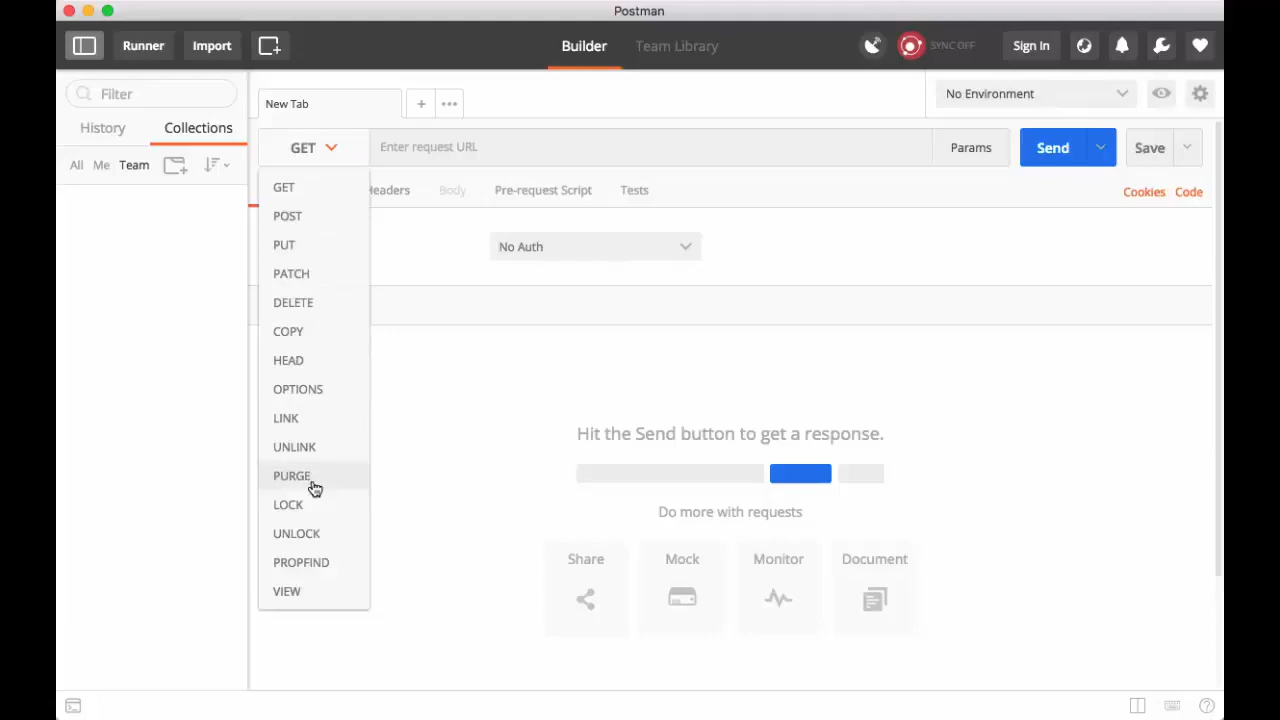 Postman
Runner
Import
Builder
Team Library
SYNC OFF
Sign In
Filter
New Tab
No Environment
History
Collections
GET
Enter request URL
Params
Send
Save
All Me Team
GET
POST
PUT
PATCH
DELETE
COPY
HEAD
OPTIONS
LINK
UNLINK
PURGE
LOCK
UNLOCK
PROPFIND
VIEW
Headers
Body
Pre-request Script
Tests
Cookies
Code
No Auth
Hit the Send button to get a response.
Do more with requests
Share
Mock
Monitor
Document